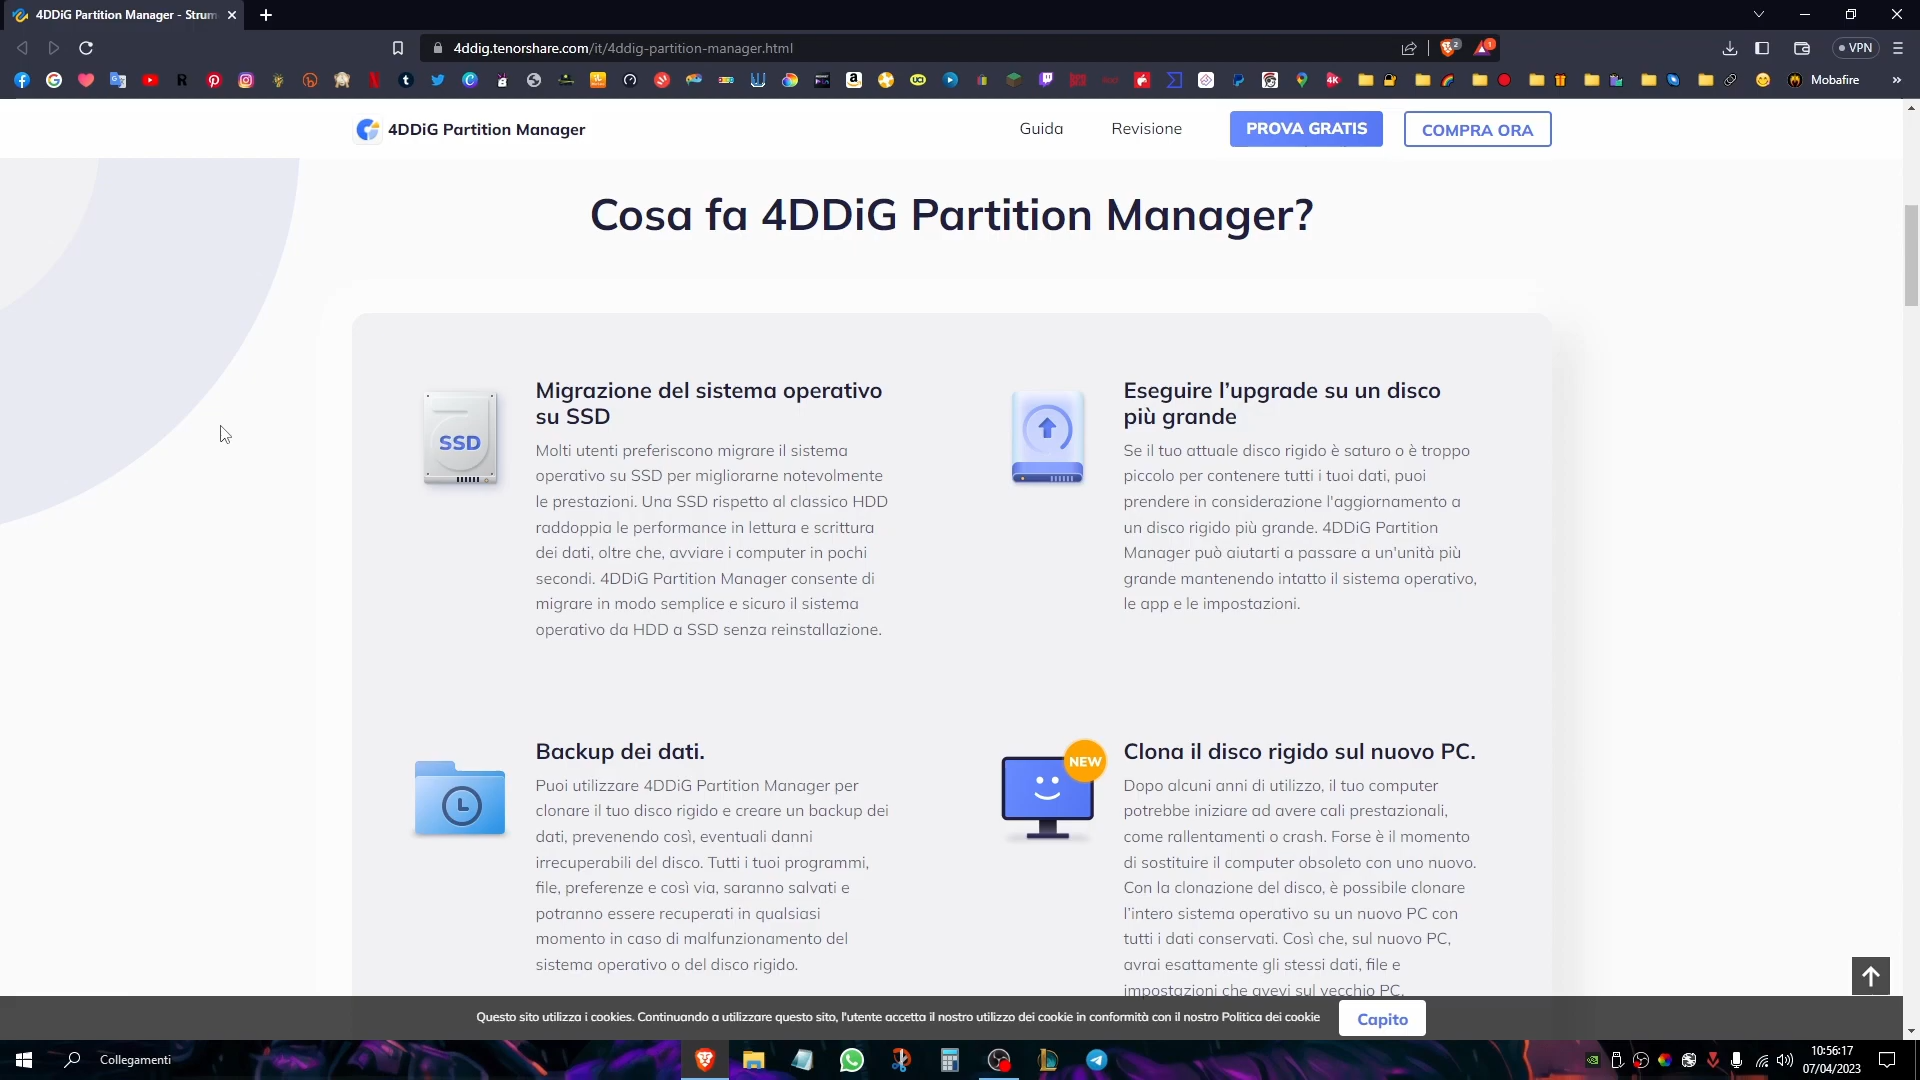 4DDiG Partition Manager - Strum
4ddig.tenorshare.com/it/4ddig-partition-manager.html
2
1
VPN
Mobafire
4DDiG Partition Manager
Guida
Revisione
PROVA GRATIS
COMPRA ORA
Cosa fa 4DDiG Partition Manager?
SSD
Migrazione del sistema operativo
su SSD
Molti utenti preferiscono migrare il sistema
operativo su SSD per migliorarne notevolmente
le prestazioni. Una SSD rispetto al classico HDD
raddoppia le performance in lettura e scrittura
dei dati, oltre che, avviare i computer in pochi
secondi. 4DDiG Partition Manager consente di
migrare in modo semplice e sicuro il sistema
operativo da HDD a SSD senza reinstallazione.
Eseguire l’upgrade su un disco
più grande
Se il tuo attuale disco rigido è saturo o è troppo
piccolo per contenere tutti i tuoi dati, puoi
prendere in considerazione l'aggiornamento a
un disco rigido più grande. 4DDiG Partition
Manager può aiutarti a passare a un'unità più
grande mantenendo intatto il sistema operativo,
le app e le impostazioni.
Backup dei dati.
Puoi utilizzare 4DDiG Partition Manager per
clonare il tuo disco rigido e creare un backup dei
dati, prevenendo così, eventuali danni
irrecuperabili del disco. Tutti i tuoi programmi,
file, preferenze e così via, saranno salvati e
potranno essere recuperati in qualsiasi
momento in caso di malfunzionamento del
sistema operativo o del disco rigido.
NEW
Clona il disco rigido sul nuovo PC.
Dopo alcuni anni di utilizzo, il tuo computer
potrebbe iniziare ad avere cali prestazionali,
come rallentamenti o crash. Forse è il momento
di sostituire il computer obsoleto con uno nuovo.
Con la clonazione del disco, è possibile clonare
l’intero sistema operativo su un nuovo PC con
tutti i dati conservati. Così che, sul nuovo PC,
avrai esattamente gli stessi dati, file e
impostazioni che avevi sul vecchio PC.
Questo sito utilizza i cookies. Continuando a utilizzare questo sito, l'utente accetta il nostro utilizzo dei cookie in conformità con il nostro Politica dei cookie
Capito
Collegamenti
10:56:17
07/04/2023